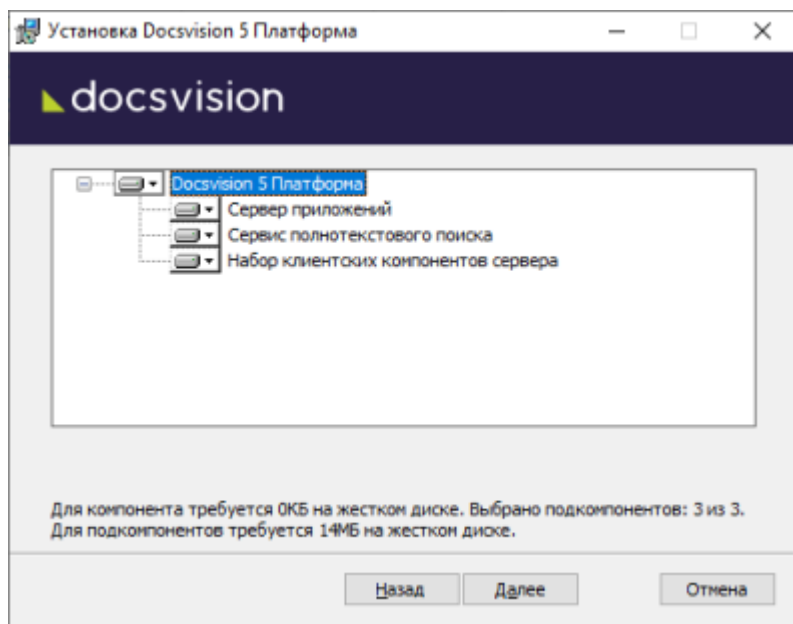 Установка Docsvision 5 Платформа
docsvision
Docsvision 5 Платформа
Сервер приложений
Сервис полнотекстового поиска
Набор клиентских компонентов сервера
Для компонента требуется 0КБ на жестком диске. Выбрано подкомпонентов: 3 из 3.
Для подкомпонентов требуется 14МБ на жестком диске.
Назад Далее Отмена